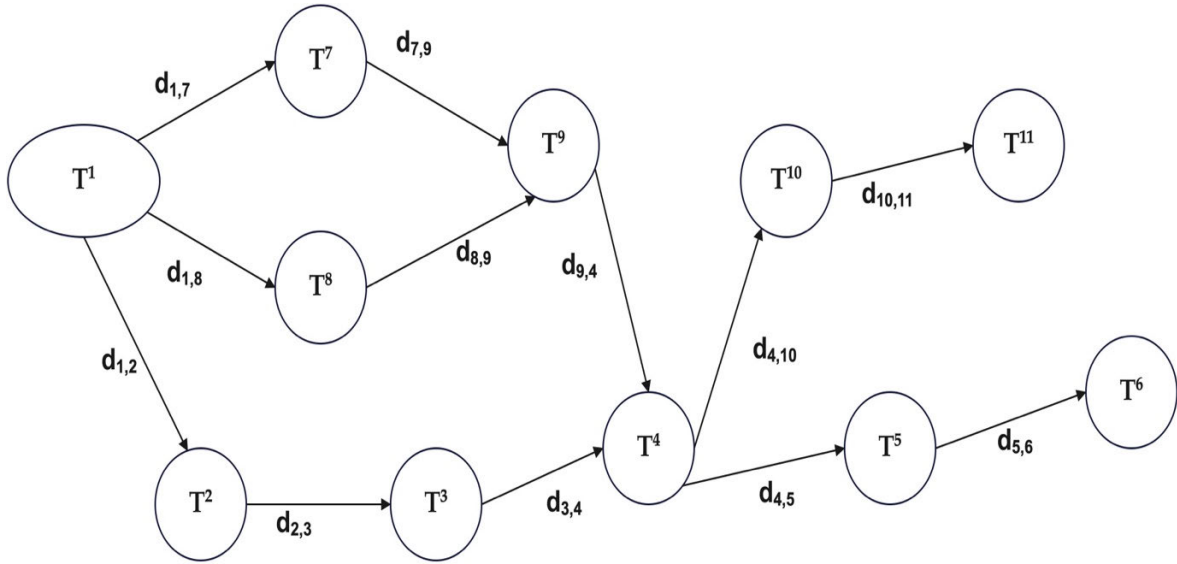 T⁷
d₇,₉
d₁,₇
T⁹
T¹¹
T¹
T¹⁰
d₁₀,₁₁
d₈,₉
d₁,₈
T⁸
d₉,₄
d₁,₂
d₄,₁₀
T⁶
T⁴
T⁵
d₅,₆
T²
T³
d₃,₄
d₄,₅
d₂,₃